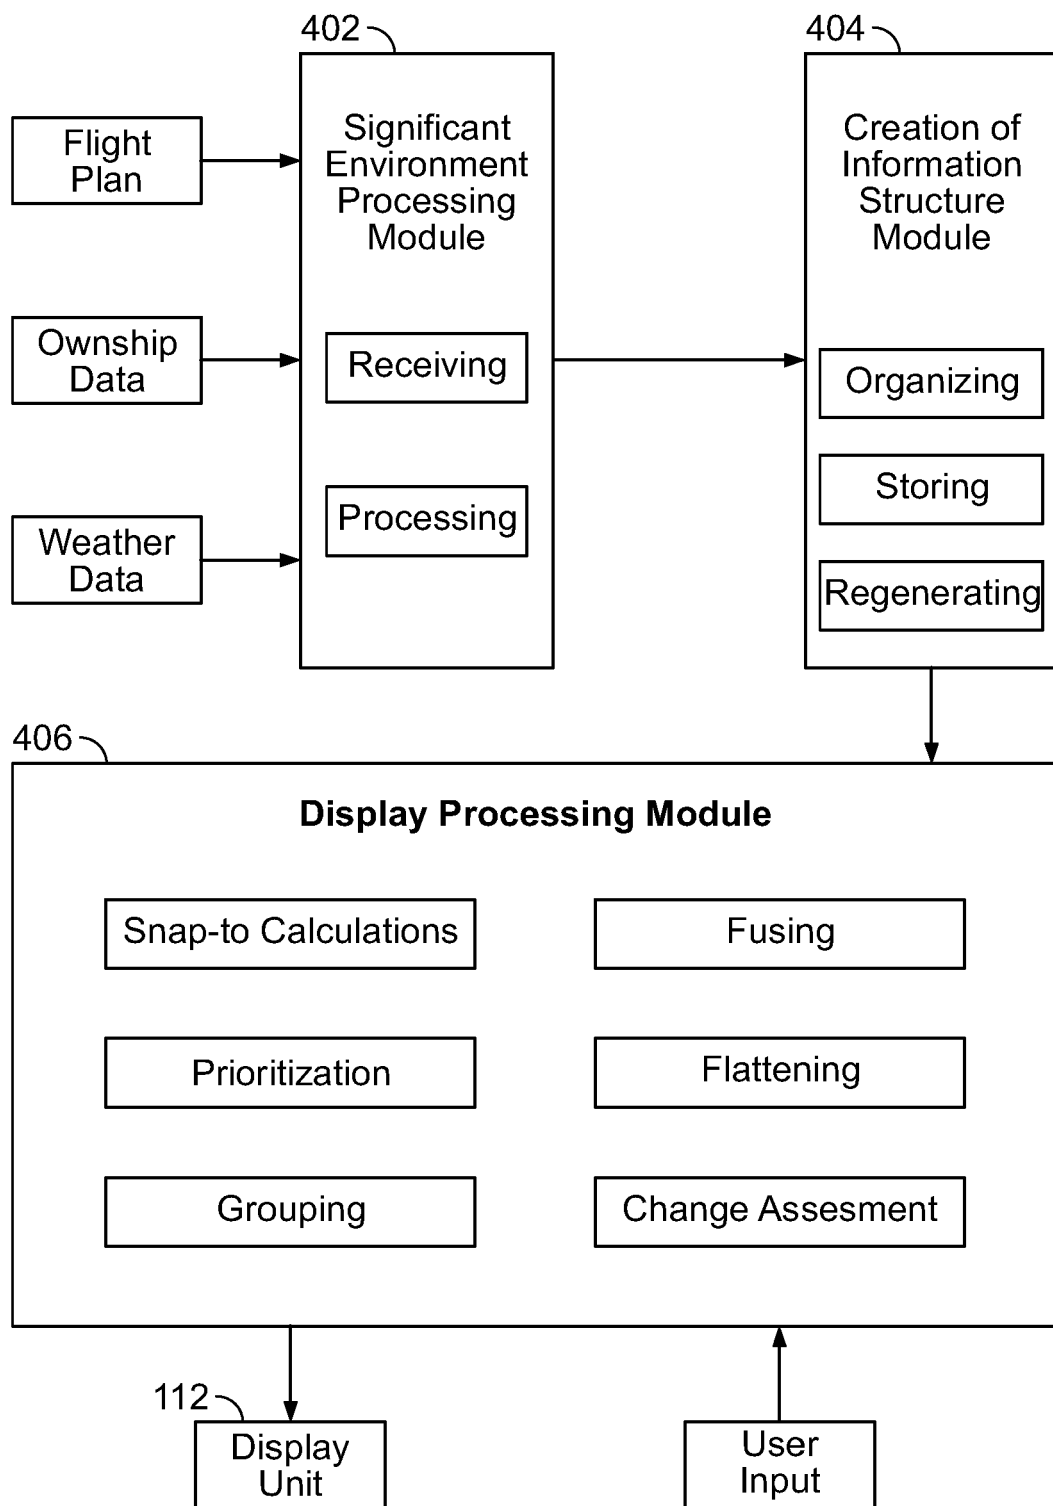 402
404
Flight
Plan
Significant
Environment
Processing
Module
Creation of
Information
Structure
Module
Ownship
Data
Receiving
Organizing
Processing
Storing
Weather
Data
Regenerating
406
Display Processing Module
Snap-to Calculations
Fusing
Prioritization
Flattening
Grouping
Change Assesment
112
Display
Unit
User
Input